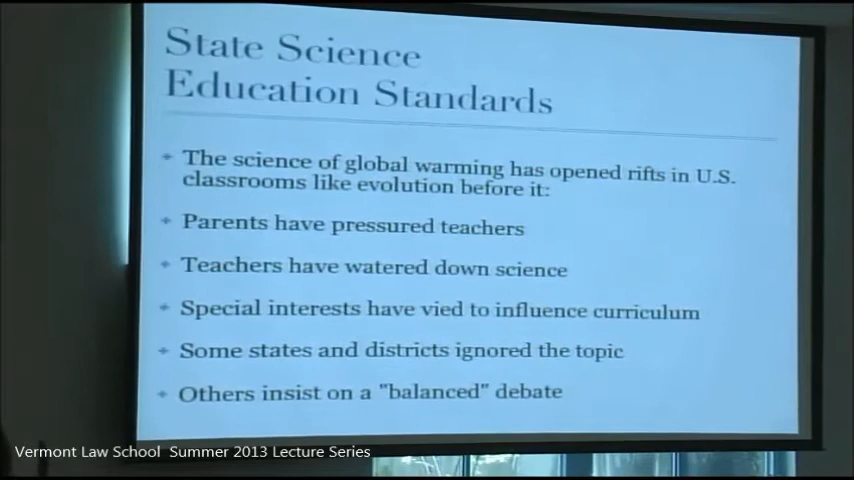 State Science
Education Standards
The science of global warming has opened rifts in U.S.
classrooms like evolution before it:
Parents have pressured teachers
Teachers have watered down science
Special interests have vied to influence curriculum
Some states and districts ignored the topic
Others insist on a "balanced" debate
Vermont Law School  Summer 2013 Lecture Series